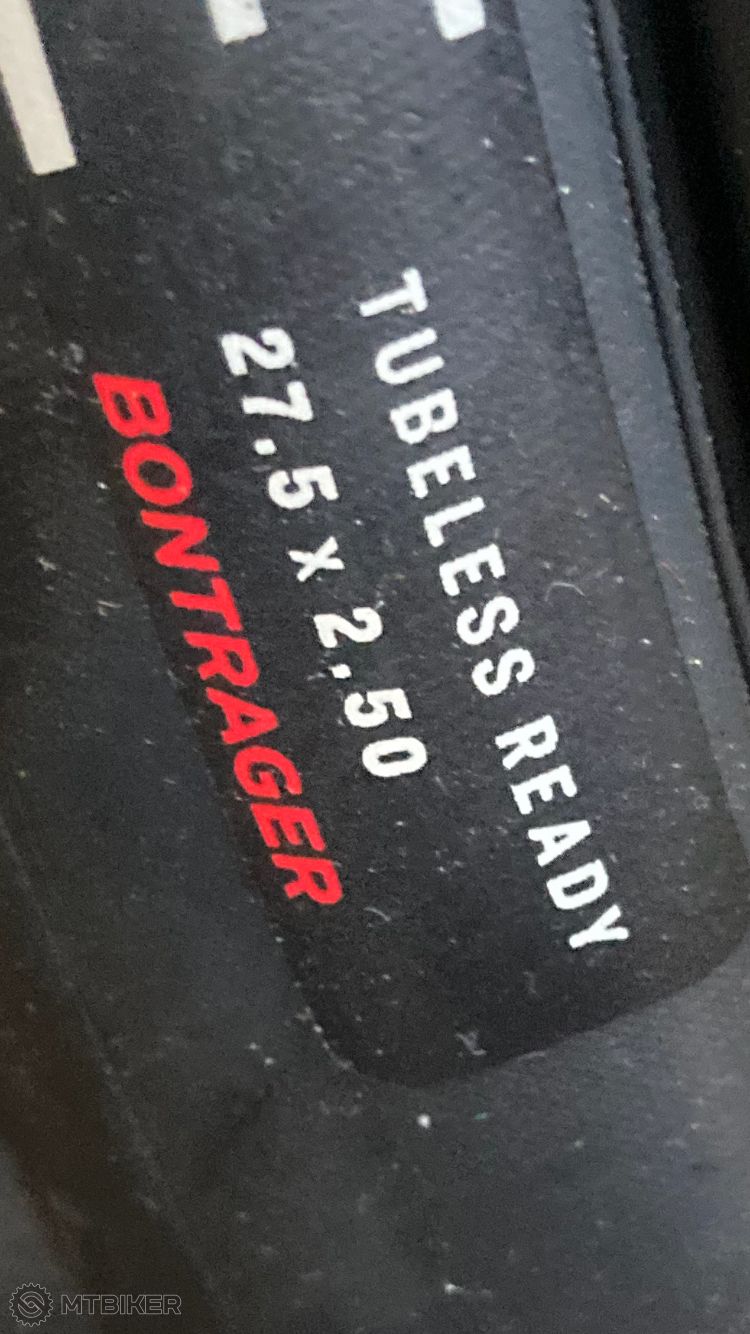 TUBELESS READY
27.5 x 2.50
BONTRAGER
MTBIKER